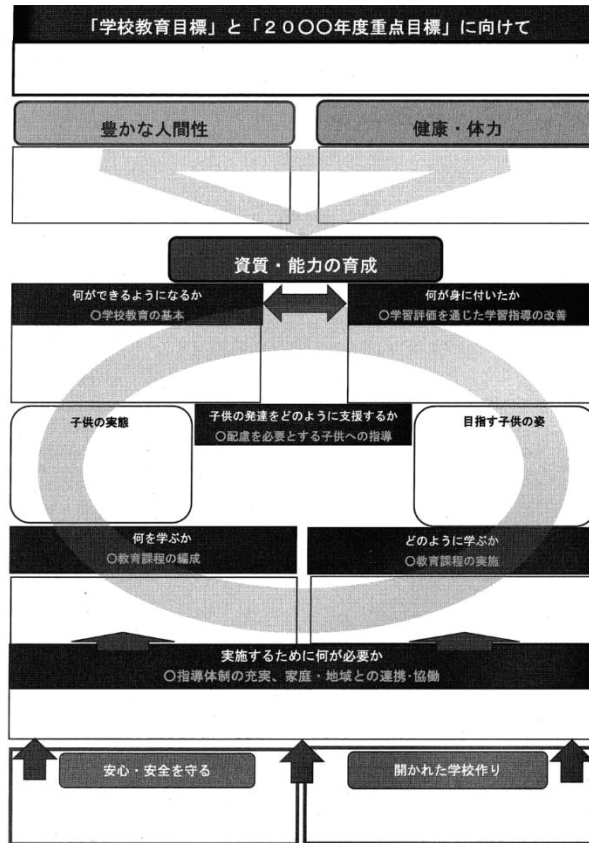 「学校教育目標」と「２０〇〇年度重点目標」に向けて
豊かな人間性
健康・体力
資質・能力の育成
何ができるようになるか
〇学校教育の基本
何が身に付いたか
〇学習評価を通じた学習指導の改善
子供の実態
子供の発達をどのように支援するか
〇配慮を必要とする子供への指導
目指す子供の姿
何を学ぶか
〇教育課程の編成
どのように学ぶか
〇教育課程の実施
実施するために何が必要か
〇指導体制の充実、家庭・地域との連携・協働
安心・安全を守る
開かれた学校作り